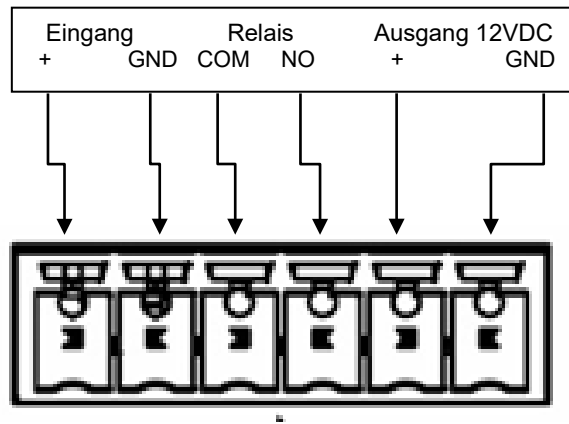 Eingang Relais Ausgang 12VDC
+ GND COM NO + GND